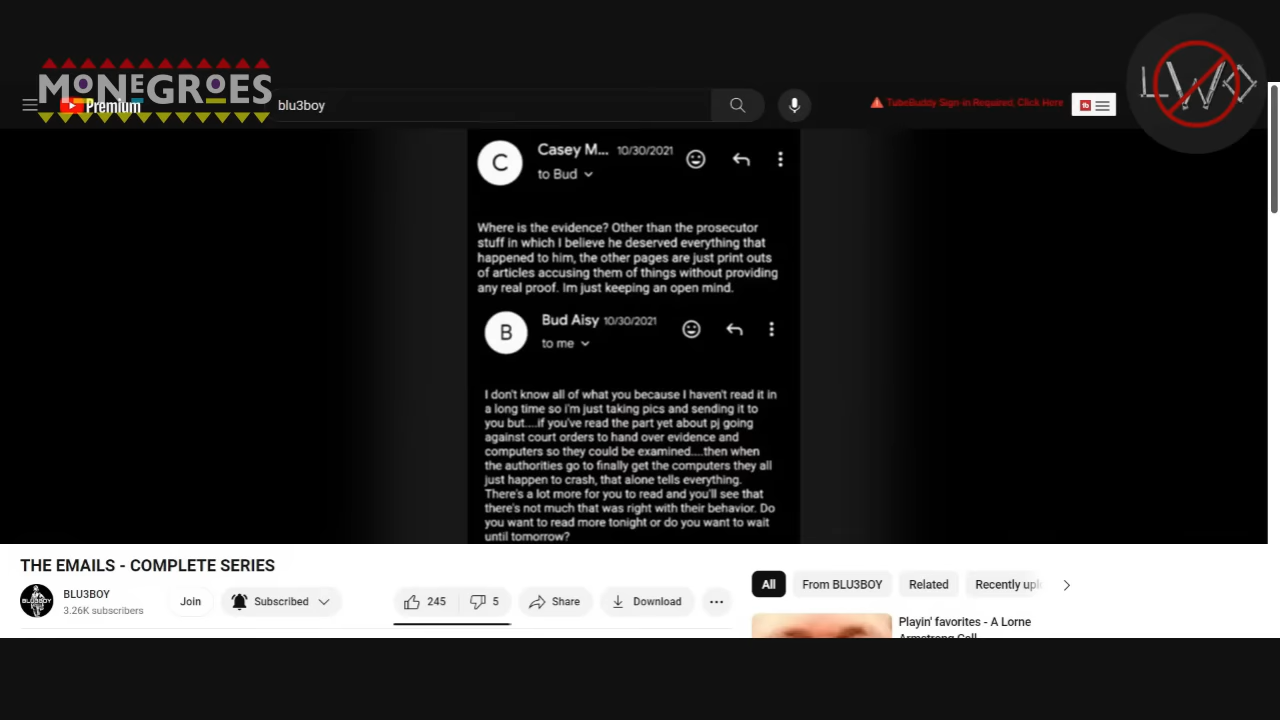 MONEGROES
Premium
blu3boy
TubeBuddy Sign-in Required, Click Here
tb
LWK
Casey M... 10/30/2021
C
to Bud
Where is the evidence? Other than the prosecutor
stuff in which I believe he deserved everything that
happened to him, the other pages are just print outs
of articles accusing them of things without providing
any real proof. Im just keeping an open mind.
Bud Aisy 10/30/2021
B
to me
I don't know all of what you because I haven't read it in
a long time so i'm just taking pics and sending it to
you but....if you've read the part yet about pj going
against court orders to hand over evidence and
computers so they could be examined....then when
the authorities go to finally get the computers they all
just happen to crash, that alone tells everything.
There's a lot more for you to read and you'll see that
there's not much that was right with their behavior. Do
you want to read more tonight or do you want to wait
until tomorrow?
THE EMAILS - COMPLETE SERIES
BLU3BOY
BLU3BOY
3.26K subscribers
Join
Subscribed
245
5
Share
Download
All
From BLU3BOY
Related
Recently upl
Playin' favorites - A Lorne
Armstrong Call